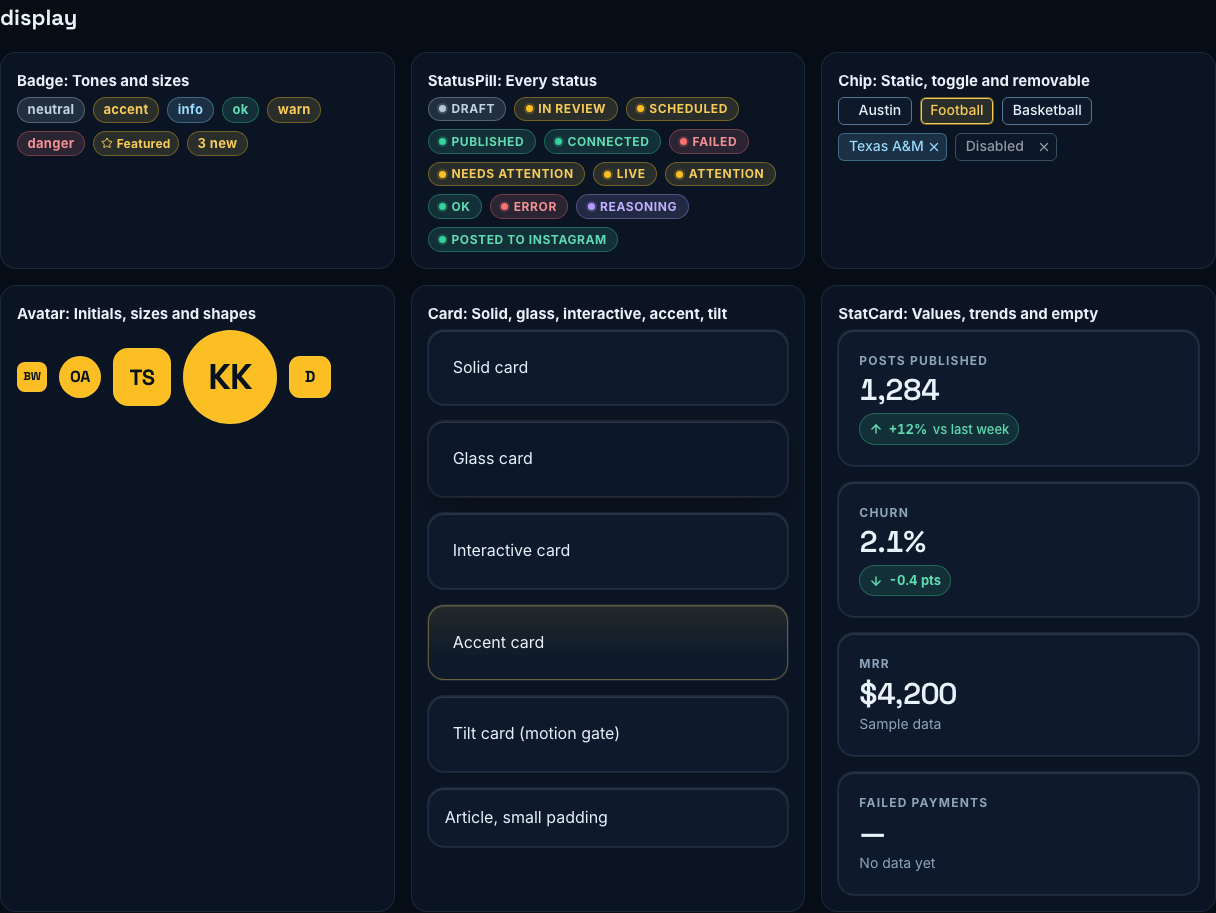 display
Badge: Tones and sizes
neutral accent info ok warn
danger Featured 3 new
StatusPill: Every status
DRAFT IN REVIEW SCHEDULED
PUBLISHED CONNECTED FAILED
NEEDS ATTENTION LIVE ATTENTION
OK ERROR REASONING
POSTED TO INSTAGRAM
Chip: Static, toggle and removable
Austin Football Basketball
Texas A&M ×
Disabled ×
Avatar: Initials, sizes and shapes
BW OA TS KK D
Card: Solid, glass, interactive, accent, tilt
Solid card
Glass card
Interactive card
Accent card
Tilt card (motion gate)
Article, small padding
StatCard: Values, trends and empty
POSTS PUBLISHED
1,284
↑ +12% vs last week
CHURN
2.1%
↓ -0.4 pts
MRR
$4,200
Sample data
FAILED PAYMENTS
—
No data yet